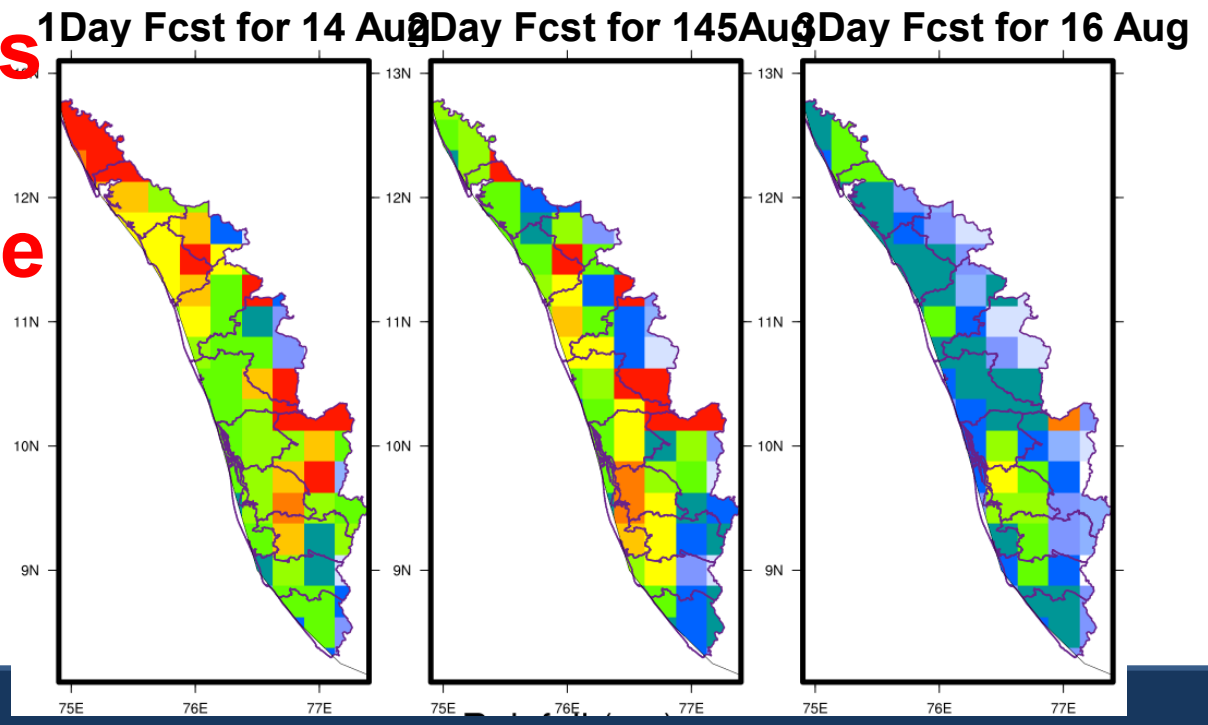 s
1Day Fcst for 14 Aug
2Day Fcst for 145Aug
3Day Fcst for 16 Aug
e
13N
13N
12N
12N
12N
11N
11N
11N
10N
10N
10N
9N
9N
9N
75E
76E
77E
75E
76E
77E
75E
76E
77E